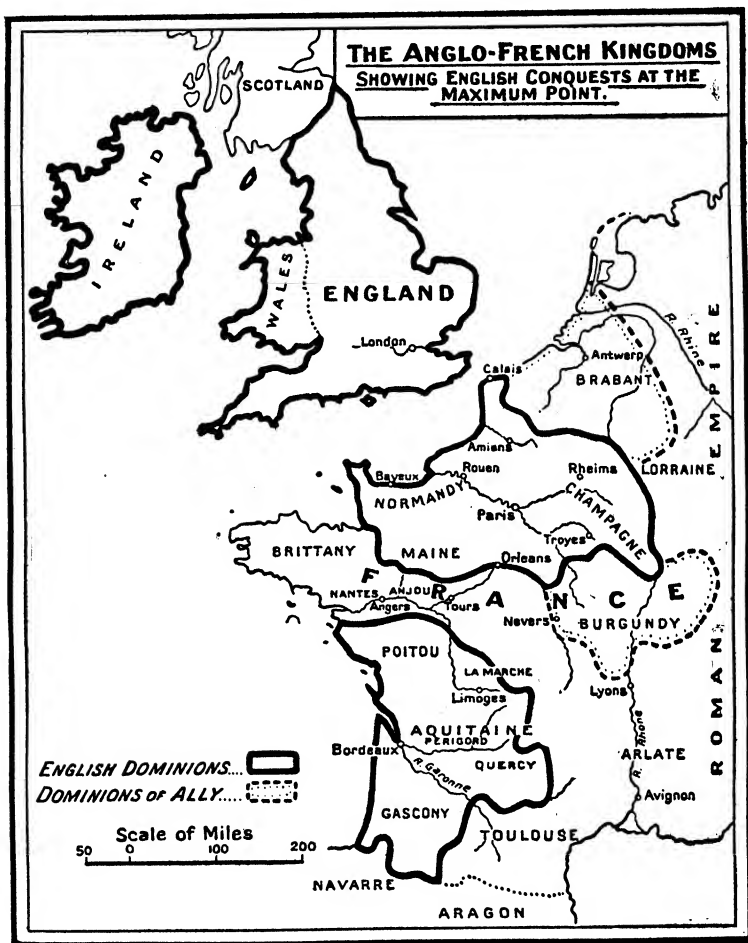 THE ANGLO-FRENCH KINGDOMS
SHOWING ENGLISH CONQUESTS AT THE
MAXIMUM POINT.
SCOTLAND
IRELAND
WALES
ENGLAND
London
R. Rhine
Calais
Antwerp
BRABANT
EMPIRE
Amiens
LORRAINE
Bayeux
Rouen
Rheims
NORMANDY
CHAMPAGNE
Paris
Troyes
BRITTANY
MAINE
Orleans
FRANCE
NANTES
ANJOU
Angers
Tours
Nevers
BURGUNDY
POITOU
LA MARCHE
Limoges
Lyons
ROMAN
AQUITAINE
PERIGORD
Bordeaux
R. Rhone
ARLATE
QUERCY
R. Garonne
Avignon
GASCONY
TOULOUSE
ENGLISH DOMINIONS....
DOMINIONS OF ALLY.....
Scale of Miles
50 0 100 200
NAVARRE
ARAGON